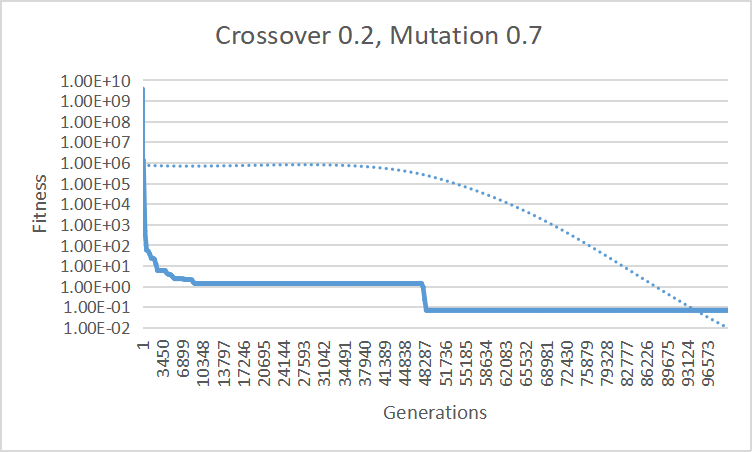 Crossover 0.2, Mutation 0.7
1.00E+10
1.00E+09
1.00E+08
1.00E+07
1.00E+06
1.00E+05
1.00E+04
1.00E+03
1.00E+02
1.00E+01
1.00E+00
1.00E-01
1.00E-02
Fitness
1
3450
6899
10348
13797
17246
20695
24144
27593
31042
34491
37940
41389
44838
48287
51736
55185
58634
62083
65532
68981
72430
75879
79328
82777
86226
89675
93124
96573
Generations